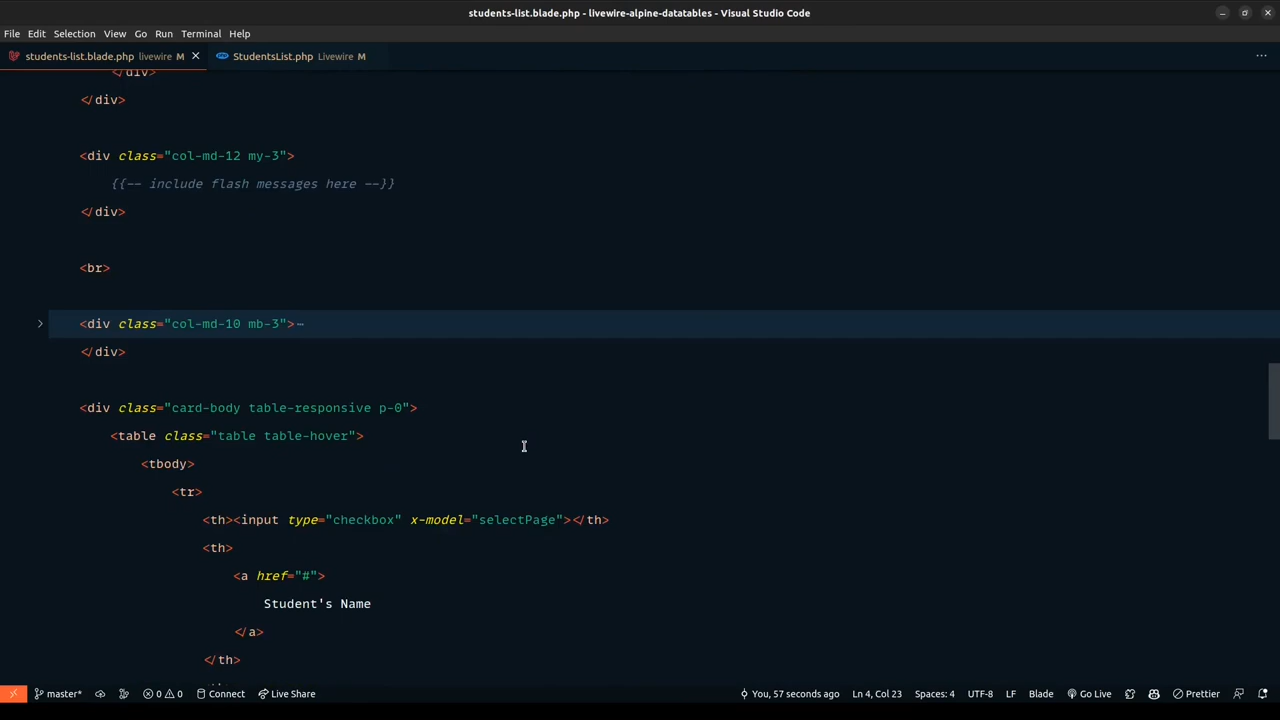 students-list.blade.php - livewire-alpine-datatables - Visual Studio Code
File Edit Selection View Go Run Terminal Help
students-list.blade.php livewire M StudentsList.php Livewire M
</div>
</div>
<div class="col-md-12 my-3">
{{-- include flash messages here --}}
</div>
<br>
<div class="col-md-10 mb-3">⋯
</div>
<div class="card-body table-responsive p-0">
<table class="table table-hover">
<tbody>
<tr>
<th><input type="checkbox" x-model="selectPage"></th>
<th>
<a href="#">
Student's Name
</a>
</th>
master* 0 0 Connect Live Share You, 57 seconds ago Ln 4, Col 23 Spaces: 4 UTF-8 LF Blade Go Live Prettier